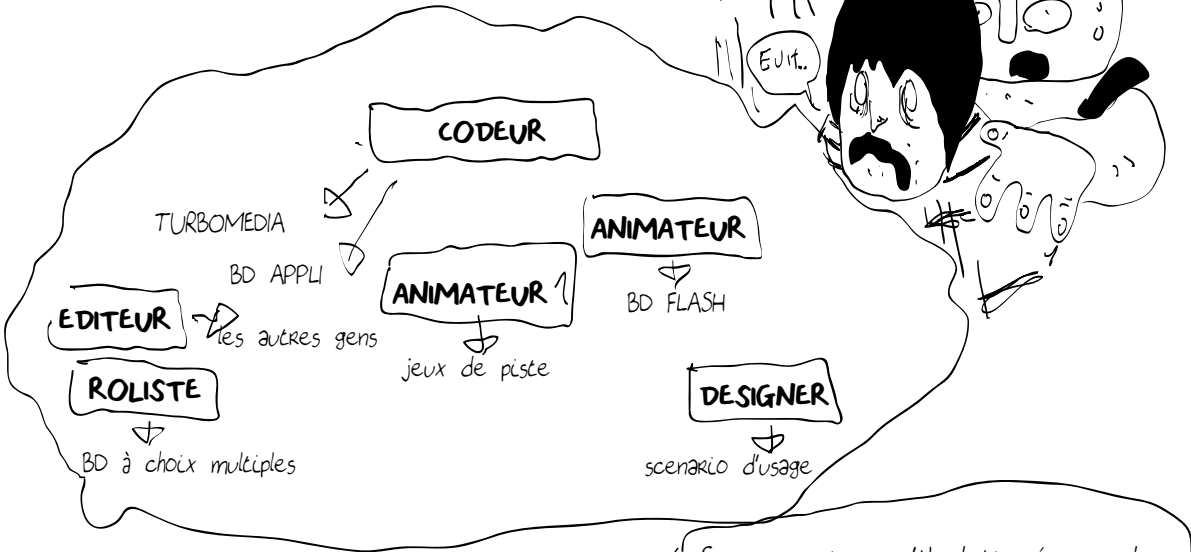 EUH...
CODEUR
TURBOMEDIA
BD APPLI
ANIMATEUR
BD FLASH
ANIMATEUR
jeux de piste
EDITEUR
les autres gens
ROLISTE
BD à choix multiples
DESIGNER
scenario d'usage